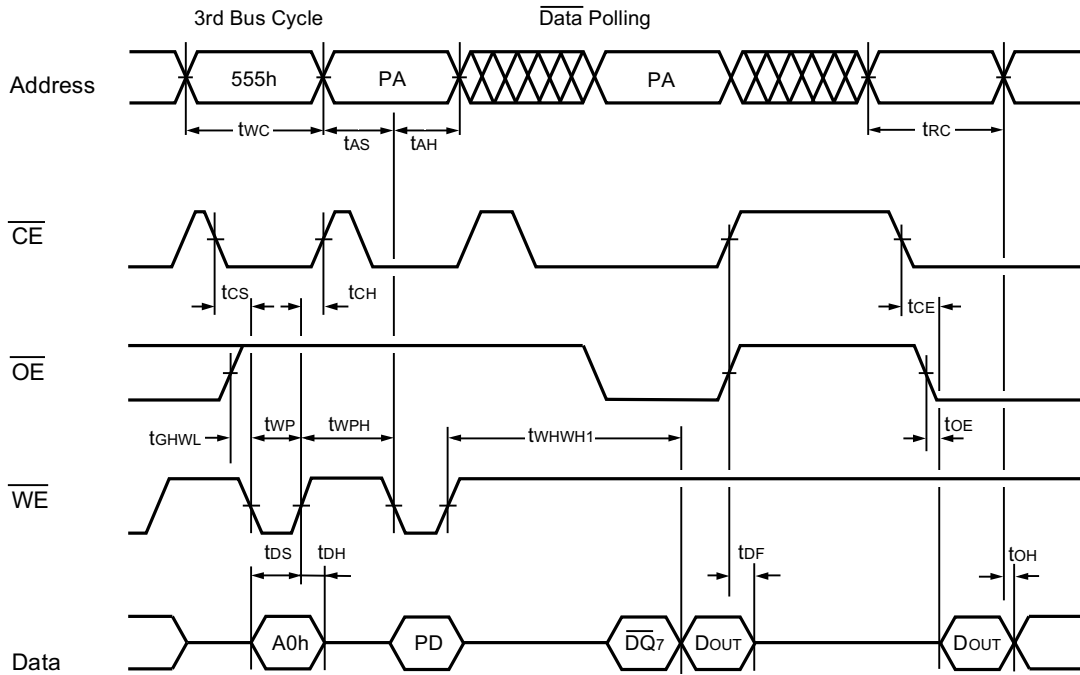 3rd Bus Cycle
Data Polling
Address
555h
PA
PA
tWC
tAS
tAH
tRC
CE
tCS
tCH
tCE
OE
tGHWL
tWP
tWPH
tWHWH1
tOE
WE
tDS
tDH
tDF
tOH
Data
A0h
PD
DQ7
DOUT
DOUT